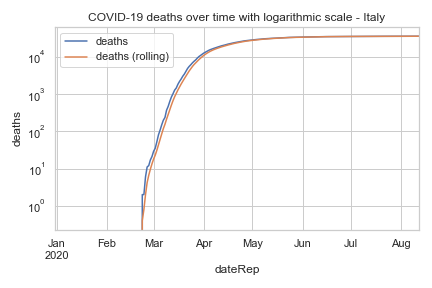 COVID-19 deaths over time with logarithmic scale - Italy
deaths
deaths (rolling)
10⁴
10³
10²
10¹
10⁰
deaths
Jan Feb Mar Apr May Jun Jul Aug
2020
dateRep